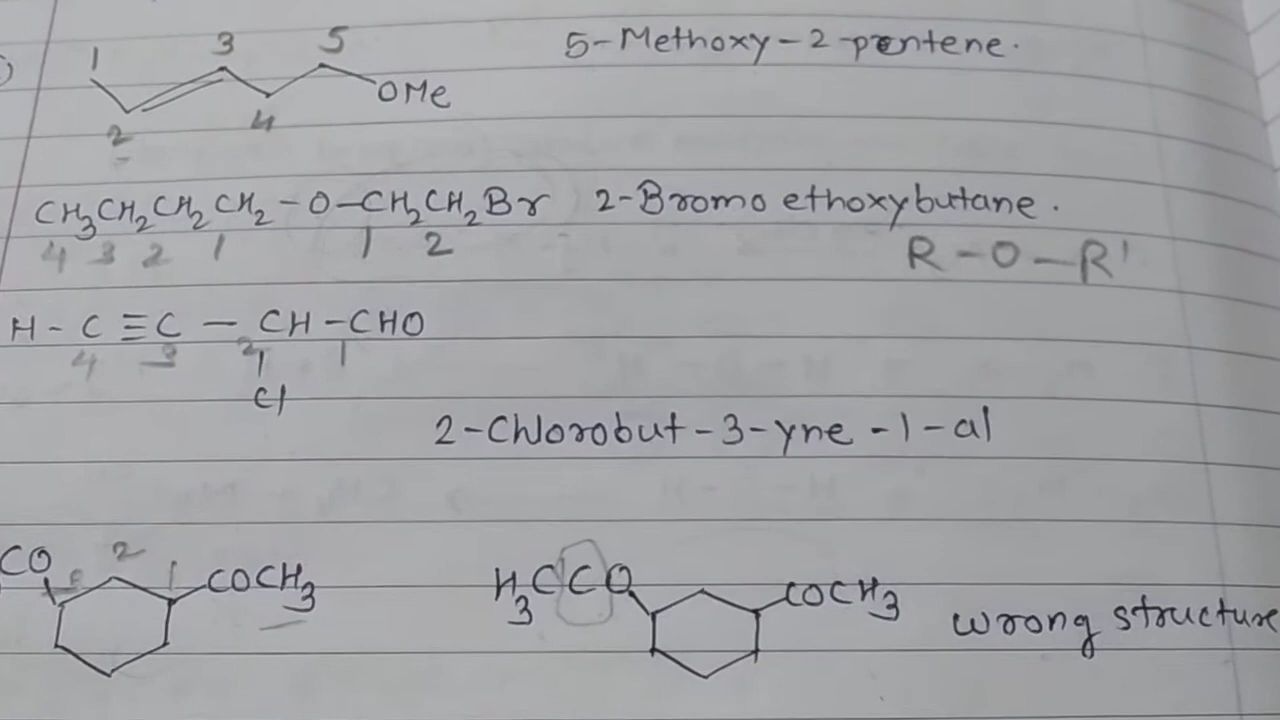 1 3 5 5-Methoxy-2-pentene.
OMe
2 4
CH₃CH₂CH₂CH₂-O-CH₂CH₂Br 2-Bromo ethoxybutane.
4 3 2 1 1 2 R-O-R'
H-C≡C-CH-CHO
4 3 2 1
Cl
2-Chlorobut-3-yne-1-al
CO 2 1 COCH₃ H₃CCO COCH₃ wrong structure